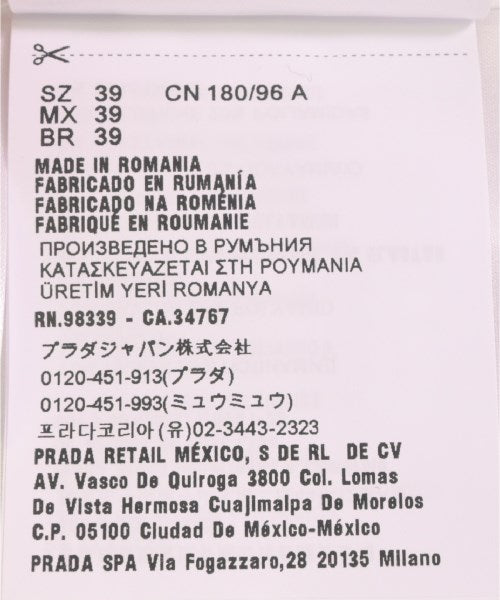 SZ 39 CN 180/96 A
MX 39
BR 39
MADE IN ROMANIA
FABRICADO EN RUMANÍA
FABRICADO NA ROMÉNIA
FABRIQUÉ EN ROUMANIE
ПРОИЗВЕДЕНО В РУМЪНИЯ
ΚΑΤΑΣΚΕΥΑΖΕΤΑΙ ΣΤΗ ΡΟΥΜΑΝΙΑ
ÜRETİM YERİ ROMANYA
RN.98339 - CA.34767
プラダジャパン株式会社
0120-451-913(プラダ)
0120-451-993(ミュウミュウ)
프라다코리아(유)02-3443-2323
PRADA RETAIL MÉXICO, S DE RL DE CV
AV. Vasco De Quiroga 3800 Col. Lomas
De Vista Hermosa Cuajimalpa De Morelos
C.P. 05100 Ciudad De México-México
PRADA SPA Via Fogazzaro,28 20135 Milano